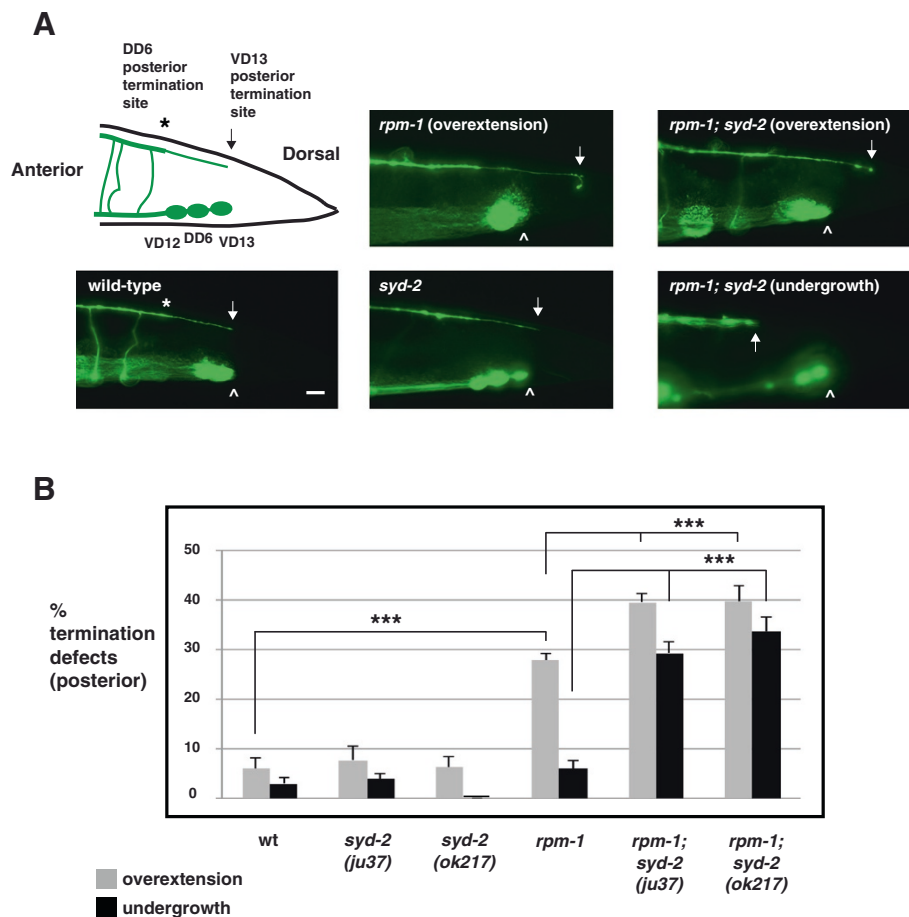 A
DD6
posterior
termination
site
*
VD13
posterior
termination
site
Anterior
Dorsal
VD12 DD6 VD13
rpm-1 (overextension)
^
rpm-1; syd-2 (overextension)
^
wild-type
*
^
syd-2
^
rpm-1; syd-2 (undergrowth)
^
B
%
termination
defects
(posterior)
50
40
30
20
10
0
***
***
***
wt
syd-2
(ju37)
syd-2
(ok217)
rpm-1
rpm-1;
syd-2
(ju37)
rpm-1;
syd-2
(ok217)
overextension
undergrowth